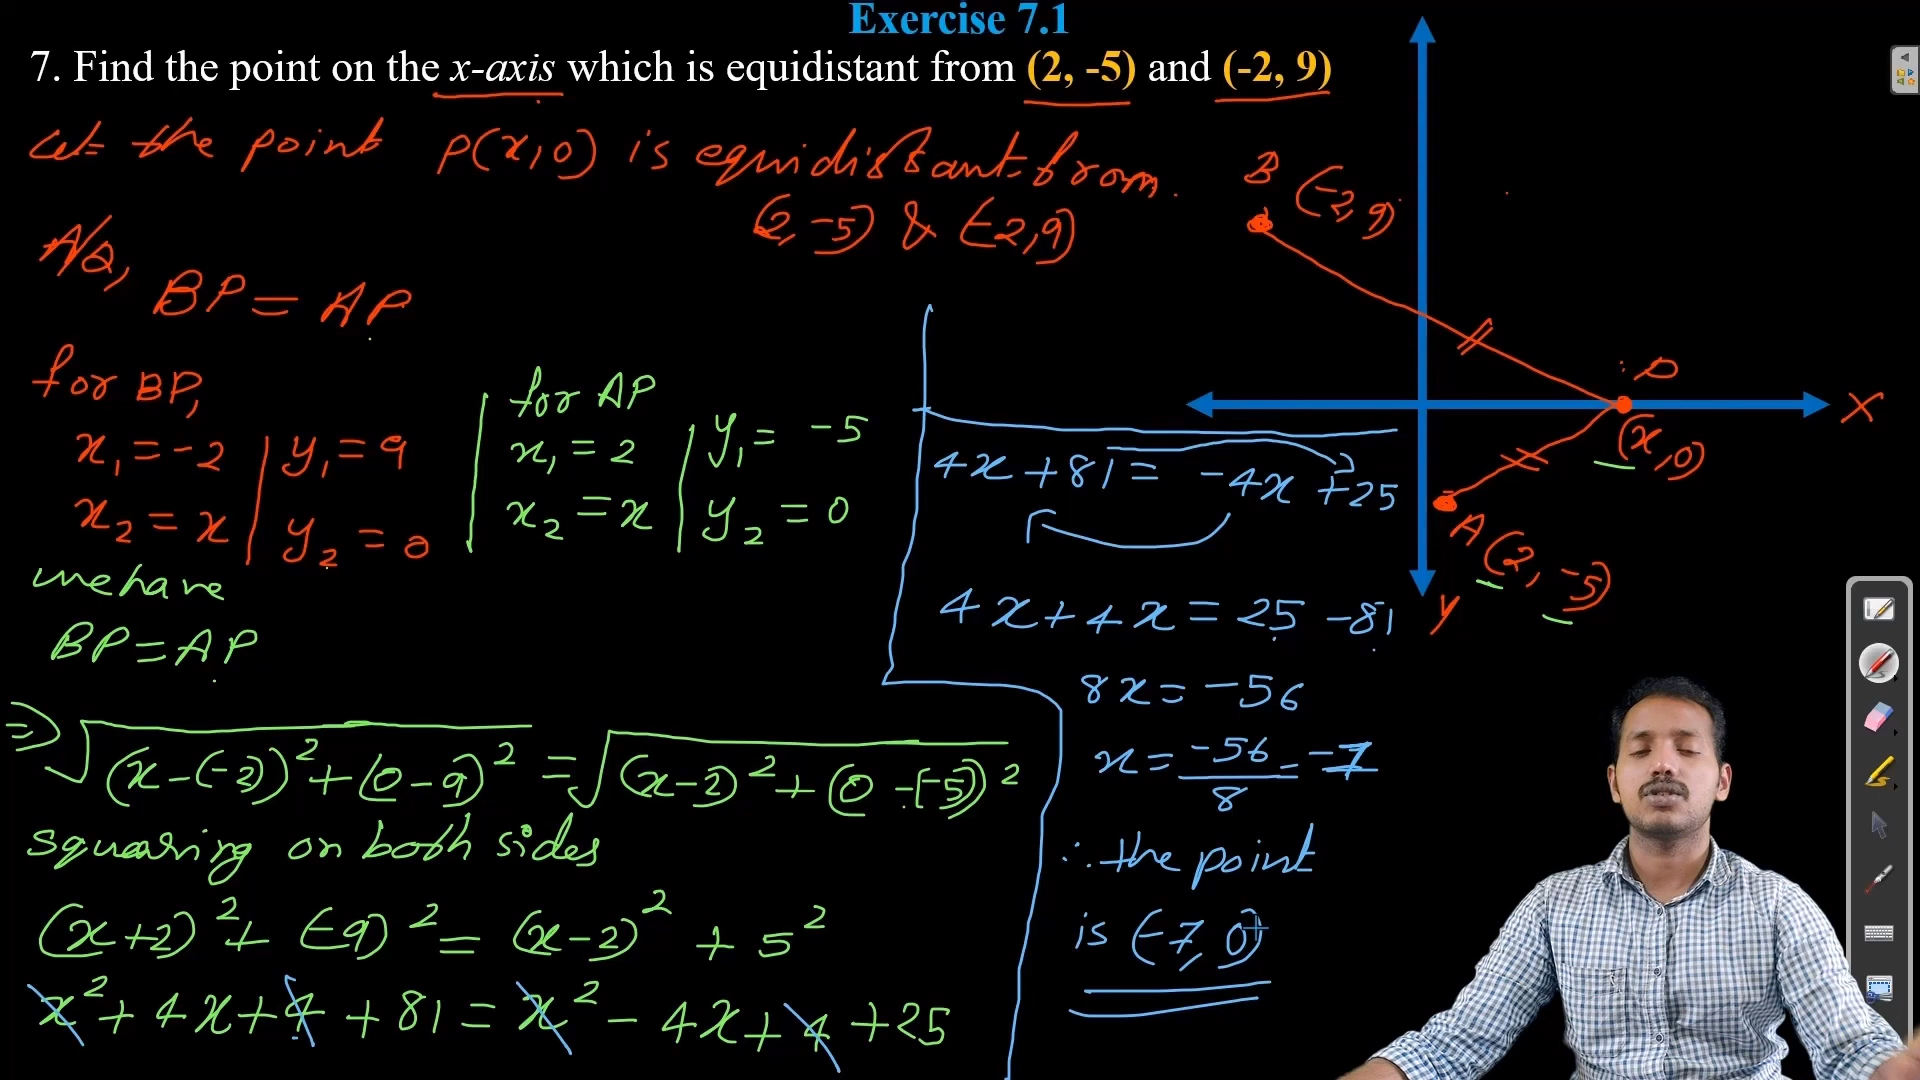 Exercise 7.1
7. Find the point on the x-axis which is equidistant from (2, -5) and (-2, 9)
Let the point P(x,0) is equidistant from.
(2,-5) & (-2,9)
A/Q,
BP = AP
for BP,
x₁ = -2 | y₁ = 9
x₂ = x | y₂ = 0
for AP
x₁ = 2 | y₁ = -5
x₂ = x | y₂ = 0
we have
BP = AP
⇒ √(x-(-2))² + (0-9)² = √(x-2)² + (0-(-5))²
squaring on both sides
(x+2)² + (-9)² = (x-2)² + 5²
x² + 4x + 4 + 81 = x² - 4x + 4 + 25
4x + 81 = -4x + 25
4x + 4x = 25 - 81
8x = -56
x = -56/8 = -7
∴ the point
is (-7, 0)
B (-2, 9)
P
X
(x, 0)
A (2, -5)
Y